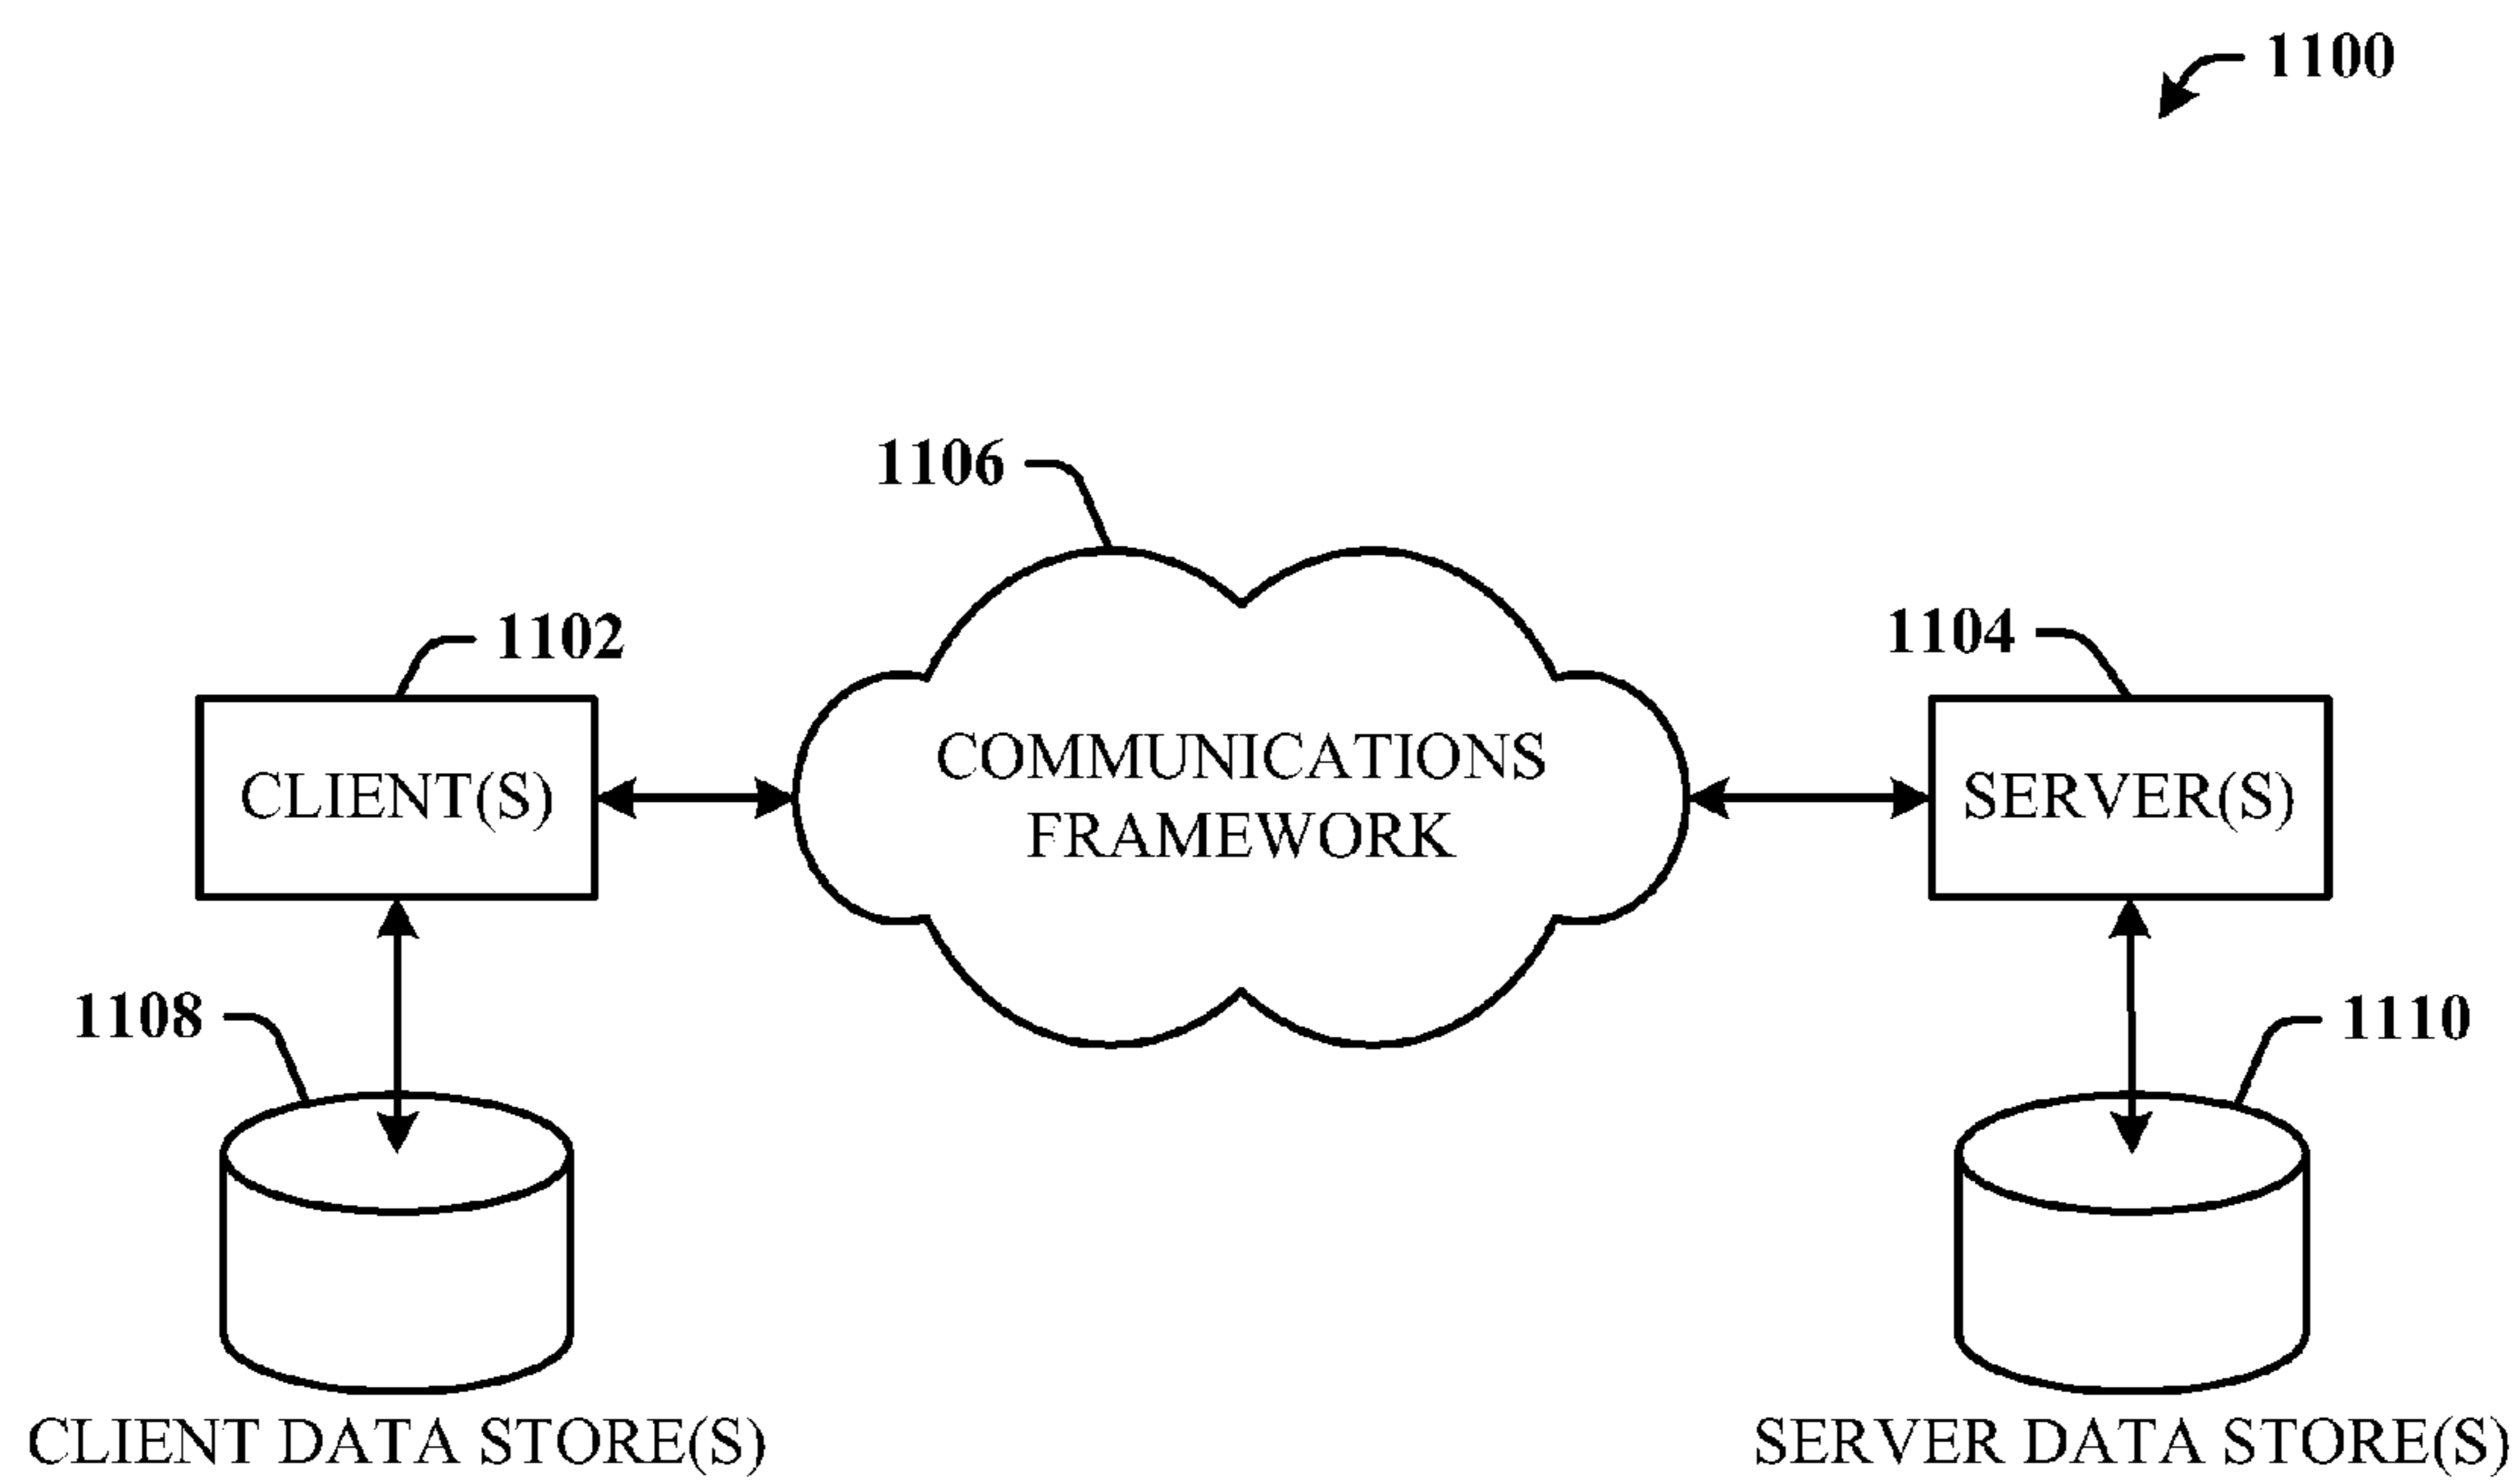 1100
1106
1102
1104
COMMUNICATIONS
FRAMEWORK
CLIENT(S)
SERVER(S)
1108
1110
CLIENT DATA STORE(S)
SERVER DATA STORE(S)